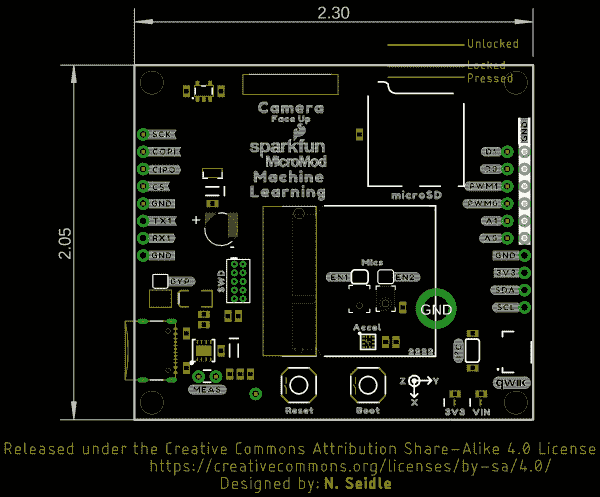 2.30
Unlocked
Locked
Pressed
2.05
Camera
Face Up
sparkfun
MicroMod
Machine
Learning
microSD
GND
SCK
COPI
CIPO
CS
GND
TX1
RX1
GND
D1
D0
PWM1
PWM0
A1
A0
GND
3V3
SDA
SCL
BYP
SWD
Mics
EN1
EN2
GND
Accel
I2C
qwiic
MEAS
Reset
Boot
Z
Y
X
3V3 VIN
Released under the Creative Commons Attribution Share-Alike 4.0 License
https://creativecommons.org/licenses/by-sa/4.0/
Designed by: N. Seidle